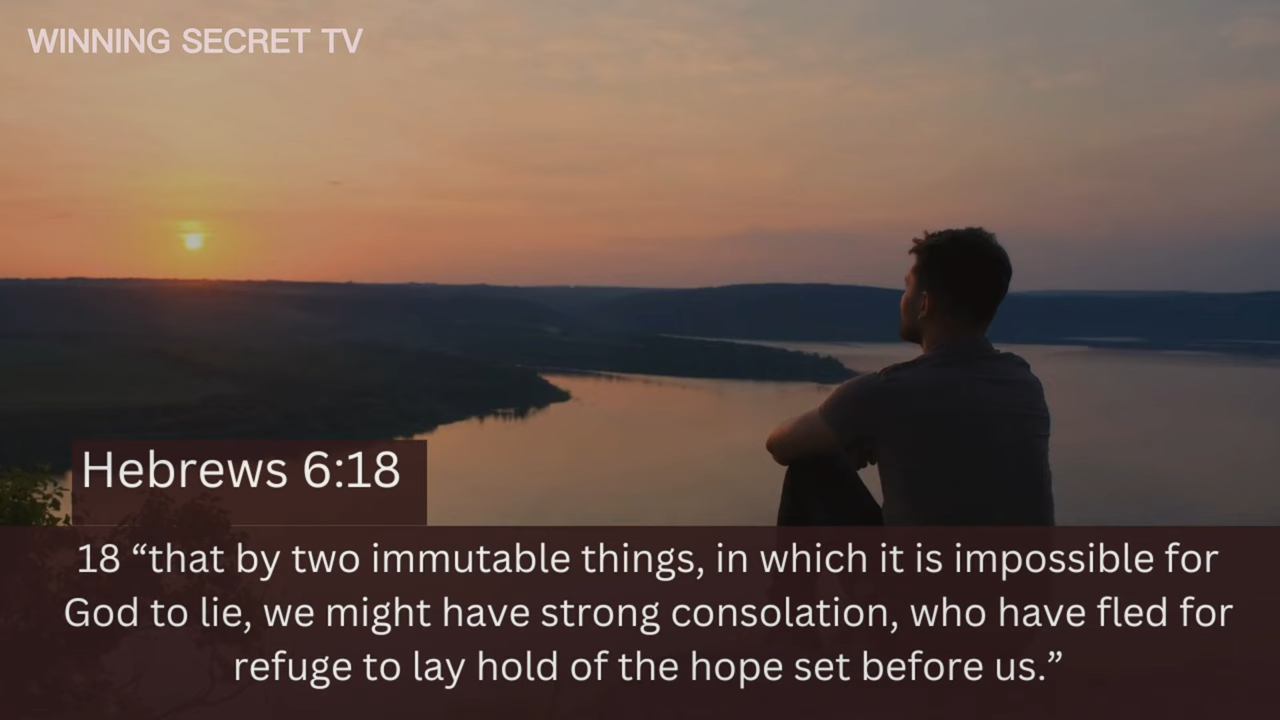 WINNING SECRET TV
Hebrews 6:18
18 “that by two immutable things, in which it is impossible for
God to lie, we might have strong consolation, who have fled for
refuge to lay hold of the hope set before us.”